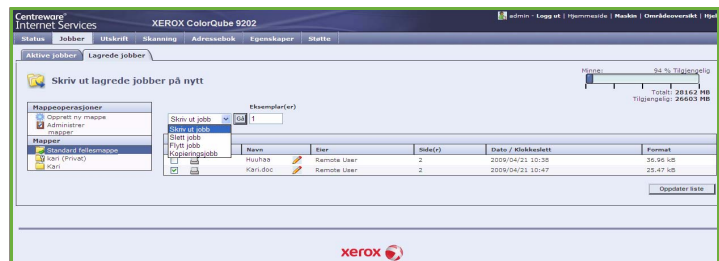 Centreware®
Internet Services
XEROX ColorQube 9202
admin - Logg ut | Hjemmeside | Maskin | Områdeoversikt | Hjel
Status Jobber Utskrift Skanning Adressebok Egenskaper Støtte
Aktive jobber Lagrede jobber
Skriv ut lagrede jobber på nytt
Minne: 94 % Tilgjengelig
Totalt: 28162 MB
Tilgjengelig: 26603 MB
Mappeoperasjoner
Opprett ny mappe
Administrer
mapper
Mapper
Standard fellesmappe
kari (Privat)
Kari
Eksemplar(er)
Skriv ut jobb Gå 1
Skriv ut jobb
Slett jobb
Flytt jobb
Kopieringsjobb
Navn Eier Side(r) Dato / Klokkeslett Format
Huuhaa Remote User 2 2009/04/21 10:38 36.96 kB
Kari.doc Remote User 2 2009/04/21 10:47 25.47 kB
Oppdater liste
xerox